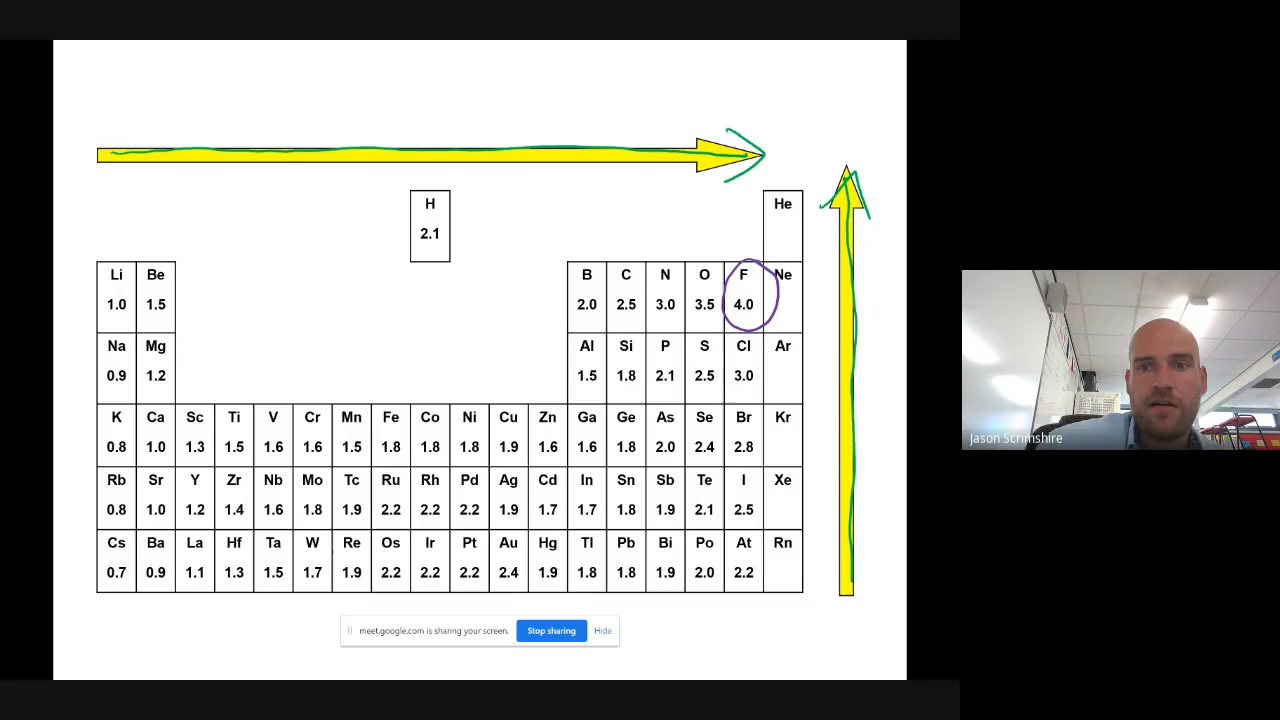 H He
2.1
Li Be B C N O F Ne
1.0 1.5 2.0 2.5 3.0 3.5 4.0
Na Mg Al Si P S Cl Ar
0.9 1.2 1.5 1.8 2.1 2.5 3.0
K Ca Sc Ti V Cr Mn Fe Co Ni Cu Zn Ga Ge As Se Br Kr
0.8 1.0 1.3 1.5 1.6 1.6 1.5 1.8 1.8 1.8 1.9 1.6 1.6 1.8 2.0 2.4 2.8
Rb Sr Y Zr Nb Mo Tc Ru Rh Pd Ag Cd In Sn Sb Te I Xe
0.8 1.0 1.2 1.4 1.6 1.8 1.9 2.2 2.2 2.2 1.9 1.7 1.7 1.8 1.9 2.1 2.5
Cs Ba La Hf Ta W Re Os Ir Pt Au Hg Tl Pb Bi Po At Rn
0.7 0.9 1.1 1.3 1.5 1.7 1.9 2.2 2.2 2.2 2.4 1.9 1.8 1.8 1.9 2.0 2.2
meet.google.com is sharing your screen. Stop sharing Hide
Jason Scrimshire